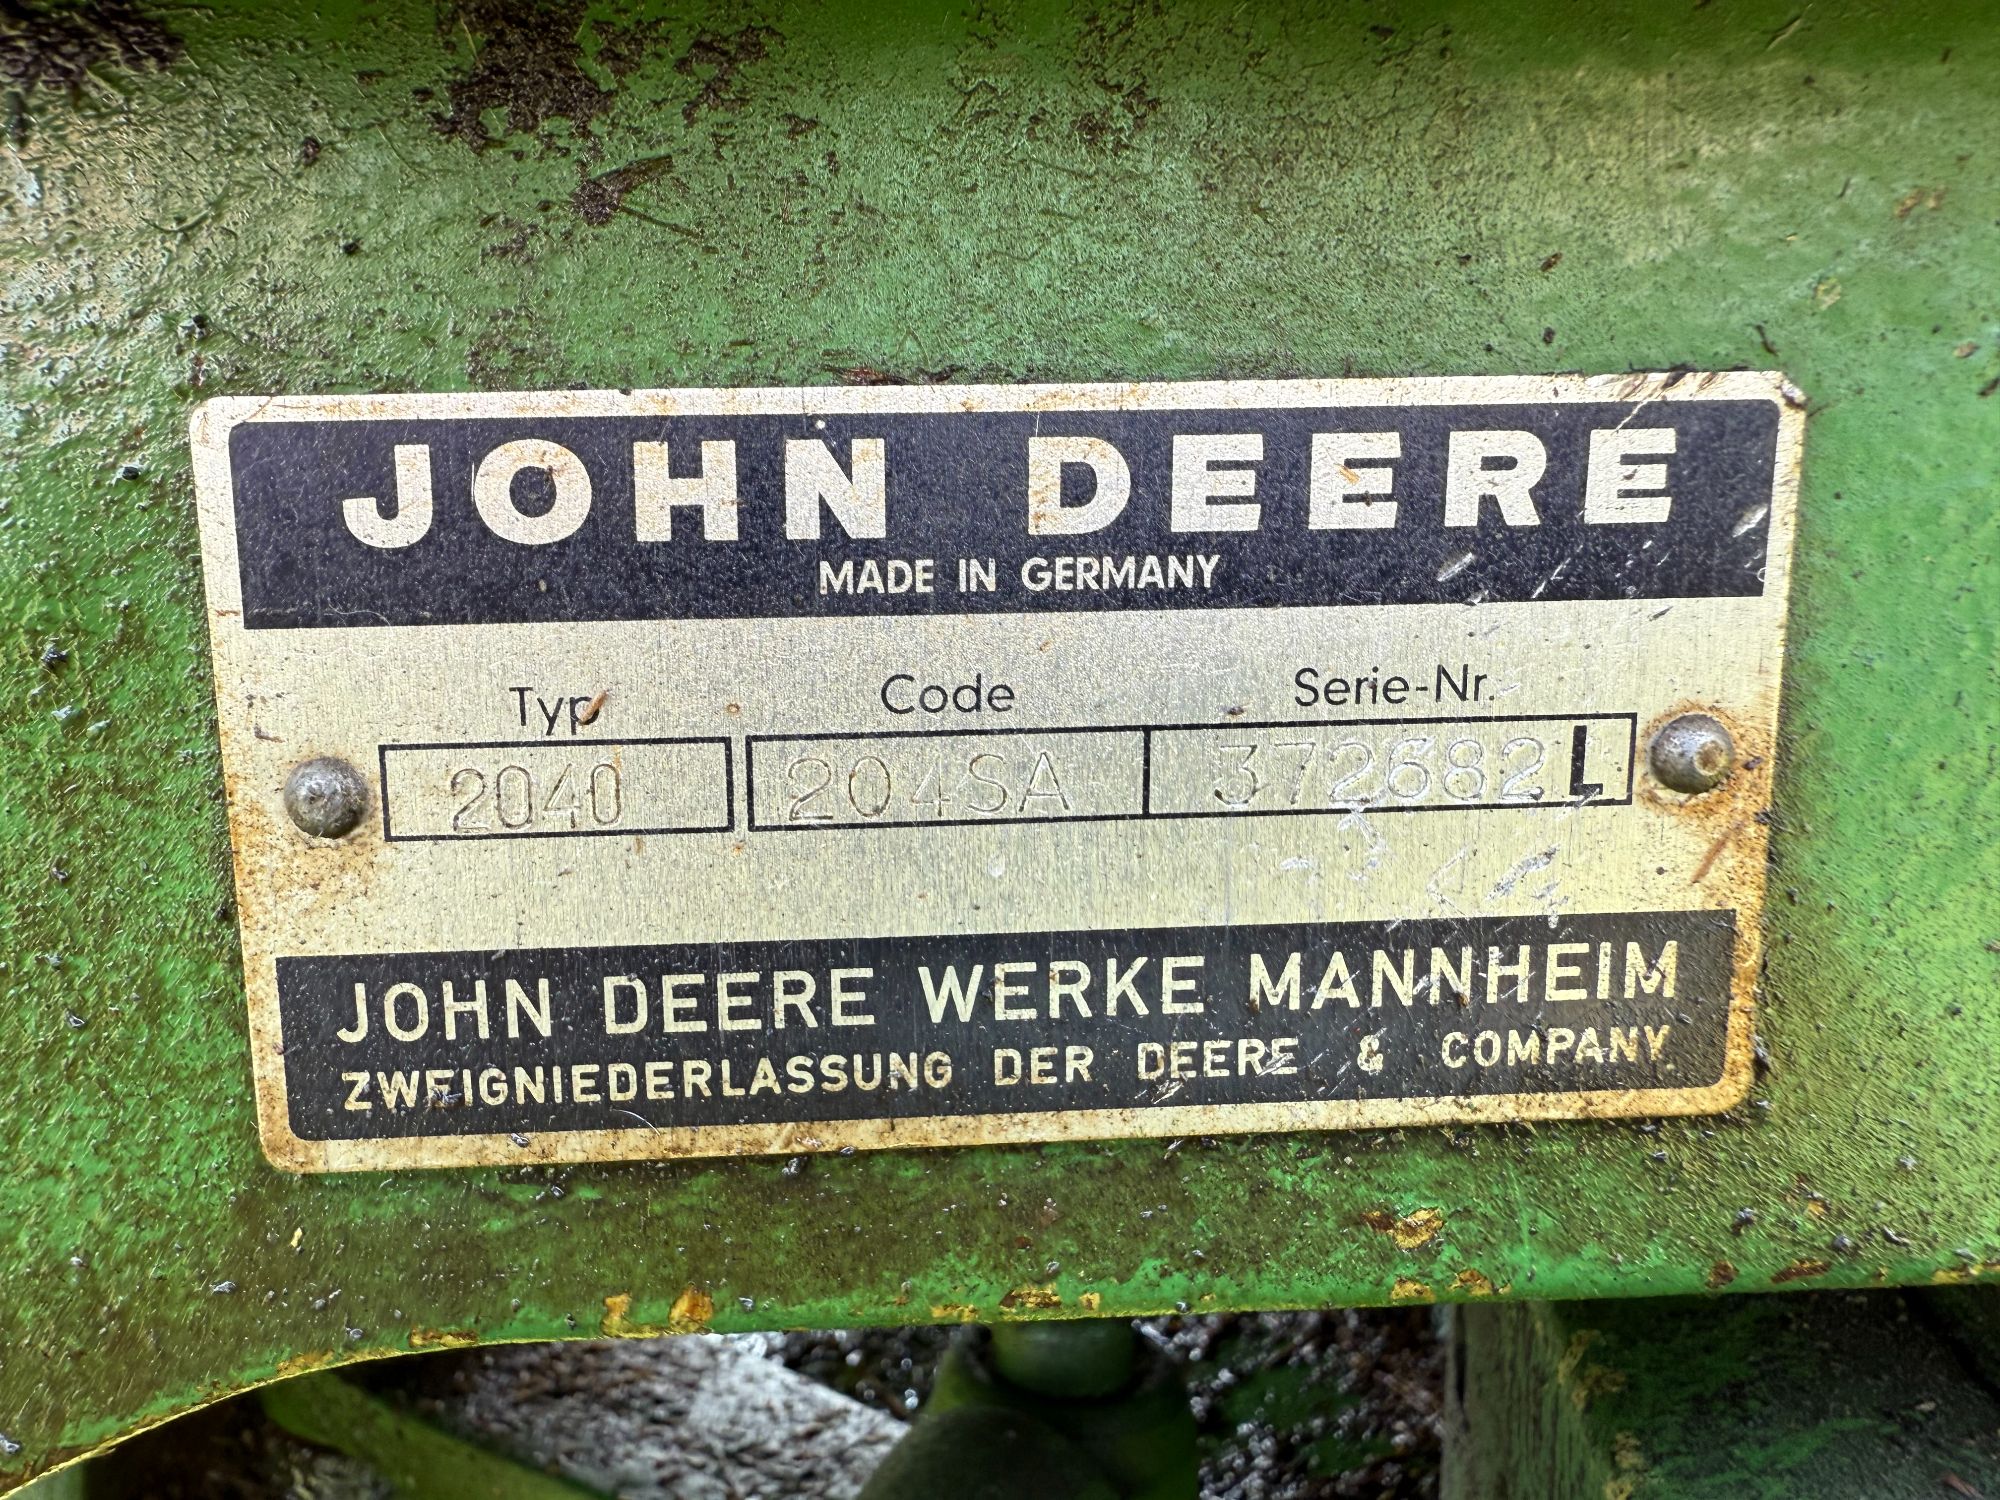 JOHN DEERE
MADE IN GERMANY
Typ Code Serie-Nr.
2040 204SA 372682 L
JOHN DEERE WERKE MANNHEIM
ZWEIGNIEDERLASSUNG DER DEERE & COMPANY